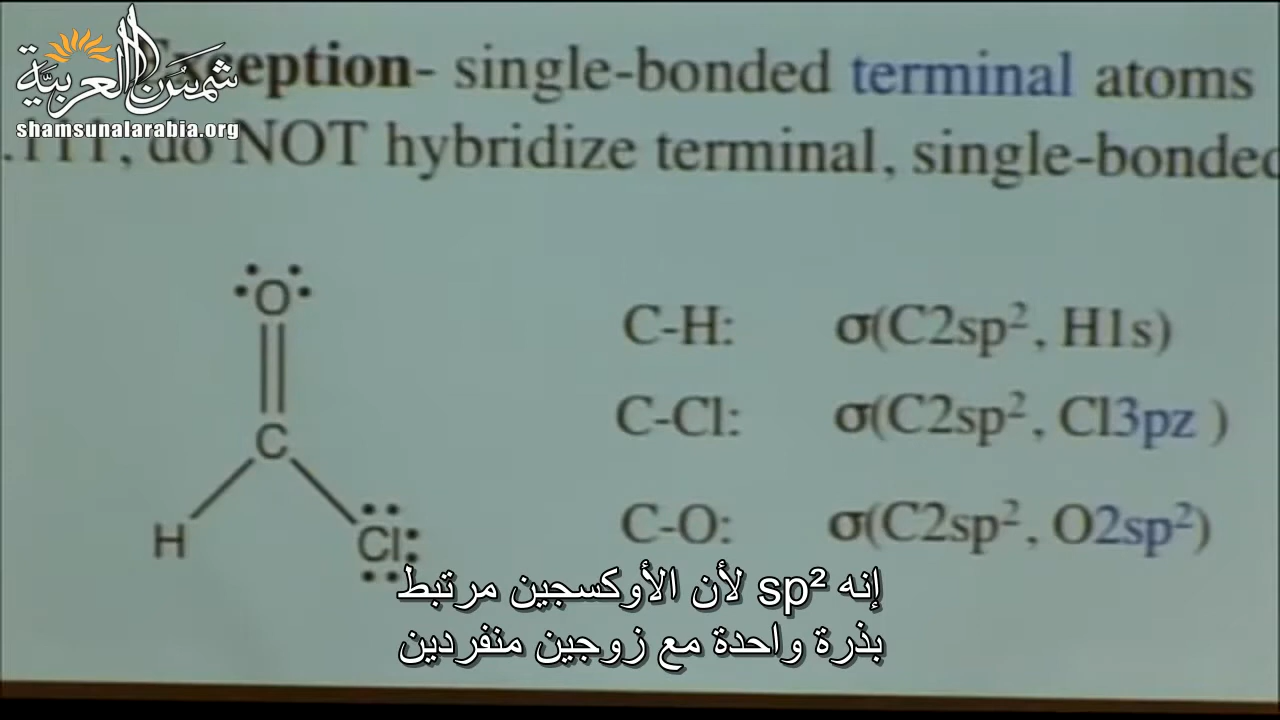 شمس العربية
shamsunalarabia.org
Exception- single-bonded terminal atoms
.111, do NOT hybridize terminal, single-bonded
O
C
H
Cl
C-H: σ(C2sp², H1s)
C-Cl: σ(C2sp², Cl3pz )
C-O: σ(C2sp², O2sp²)
إنه sp² لأن الأوكسجين مرتبط
بذرة واحدة مع زوجين منفردين